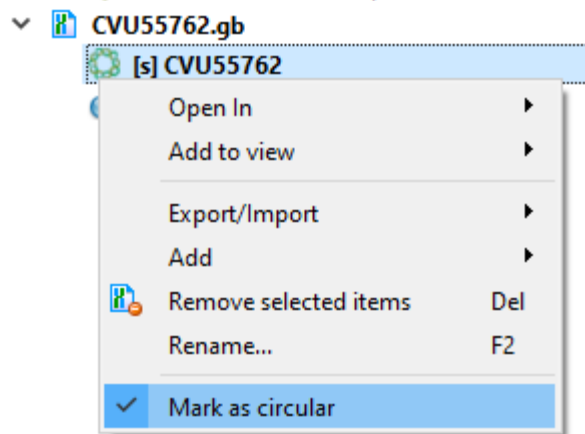 CVU55762.gb
[s] CVU55762
Open In
Add to view
Export/Import
Add
Remove selected items Del
Rename... F2
Mark as circular